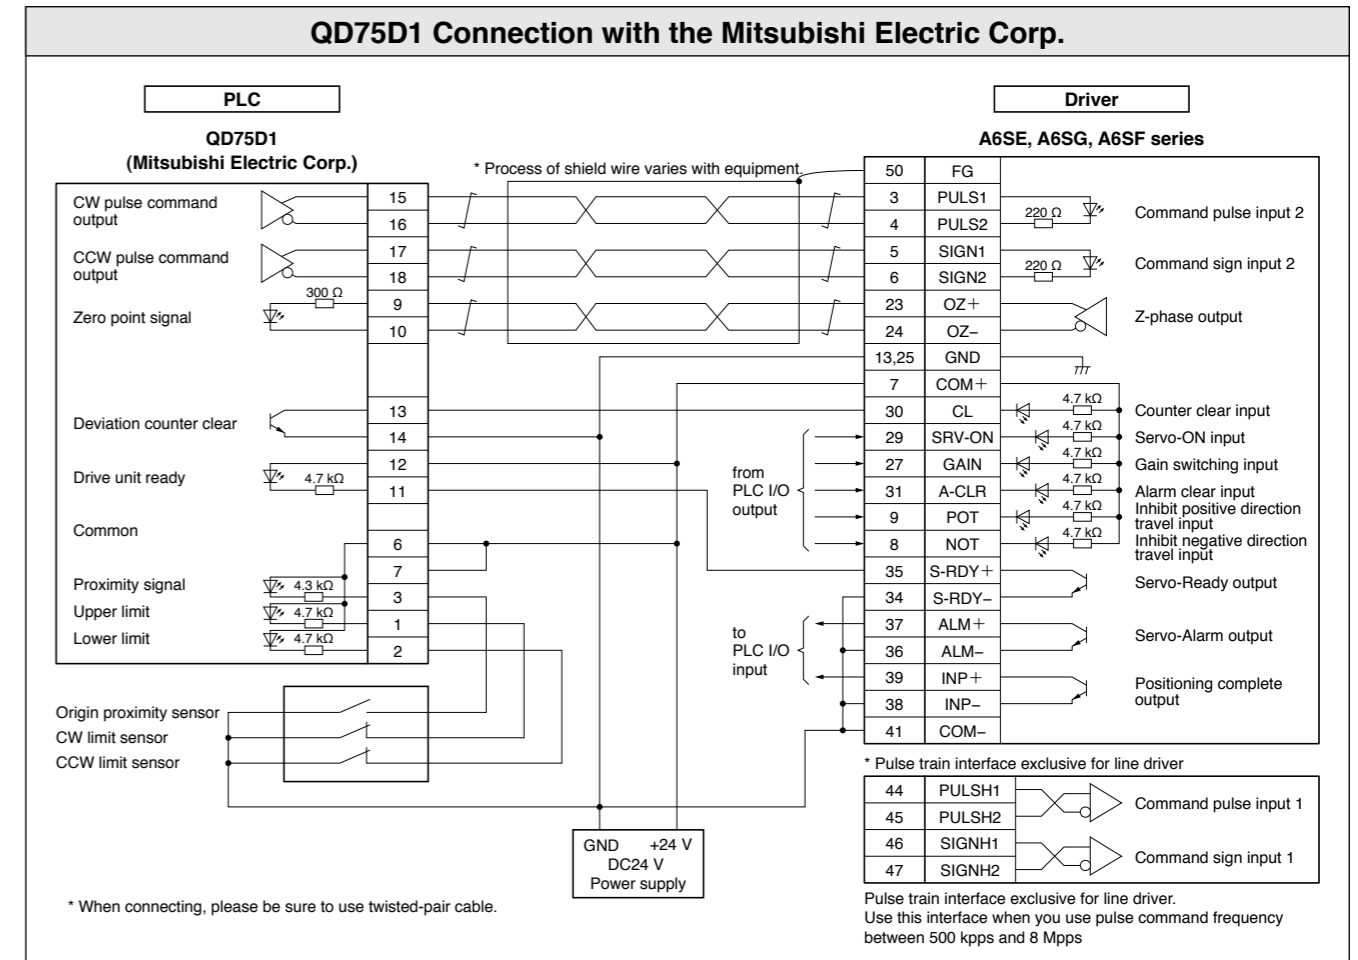 QD75D1 Connection with the Mitsubishi Electric Corp.
PLC
QD75D1
(Mitsubishi Electric Corp.)
Driver
A6SE, A6SG, A6SF series
* Process of shield wire varies with equipment.
CW pulse command
output
15
16
CCW pulse command
output
17
18
Zero point signal
300 Ω
9
10
Deviation counter clear
13
14
Drive unit ready
4.7 kΩ
12
11
Common
6
7
Proximity signal
4.3 kΩ
3
Upper limit
4.7 kΩ
1
Lower limit
4.7 kΩ
2
Origin proximity sensor
CW limit sensor
CCW limit sensor
from
PLC I/O
output
to
PLC I/O
input
GND +24 V
DC24 V
Power supply
50 FG
3 PULS1
4 PULS2
220 Ω
Command pulse input 2
5 SIGN1
6 SIGN2
220 Ω
Command sign input 2
23 OZ+
24 OZ−
Z-phase output
13,25 GND
7 COM+
30 CL 4.7 kΩ Counter clear input
29 SRV-ON 4.7 kΩ Servo-ON input
27 GAIN 4.7 kΩ Gain switching input
31 A-CLR 4.7 kΩ Alarm clear input
9 POT 4.7 kΩ Inhibit positive direction
travel input
8 NOT 4.7 kΩ Inhibit negative direction
travel input
35 S-RDY+
34 S-RDY−
Servo-Ready output
37 ALM+
36 ALM−
Servo-Alarm output
39 INP+
38 INP−
Positioning complete
output
41 COM−
* Pulse train interface exclusive for line driver
44 PULSH1
45 PULSH2
Command pulse input 1
46 SIGNH1
47 SIGNH2
Command sign input 1
Pulse train interface exclusive for line driver.
Use this interface when you use pulse command frequency
between 500 kpps and 8 Mpps
* When connecting, please be sure to use twisted-pair cable.